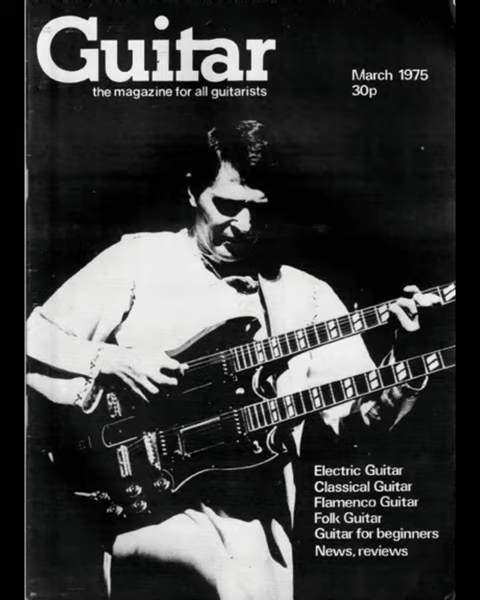 Guitar
the magazine for all guitarists
March 1975
30p
Electric Guitar
Classical Guitar
Flamenco Guitar
Folk Guitar
Guitar for beginners
News, reviews